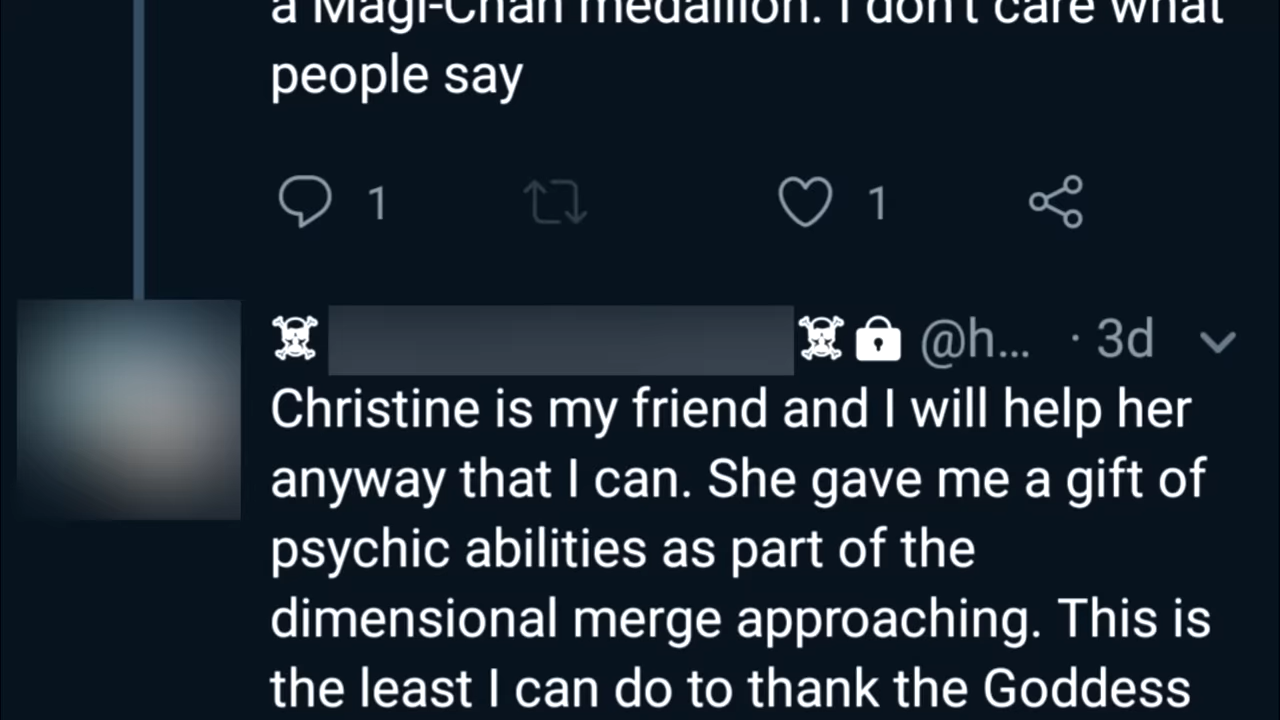 a Magi-Chan medallion. I don't care what
people say
1 1
@h... · 3d
Christine is my friend and I will help her
anyway that I can. She gave me a gift of
psychic abilities as part of the
dimensional merge approaching. This is
the least I can do to thank the Goddess